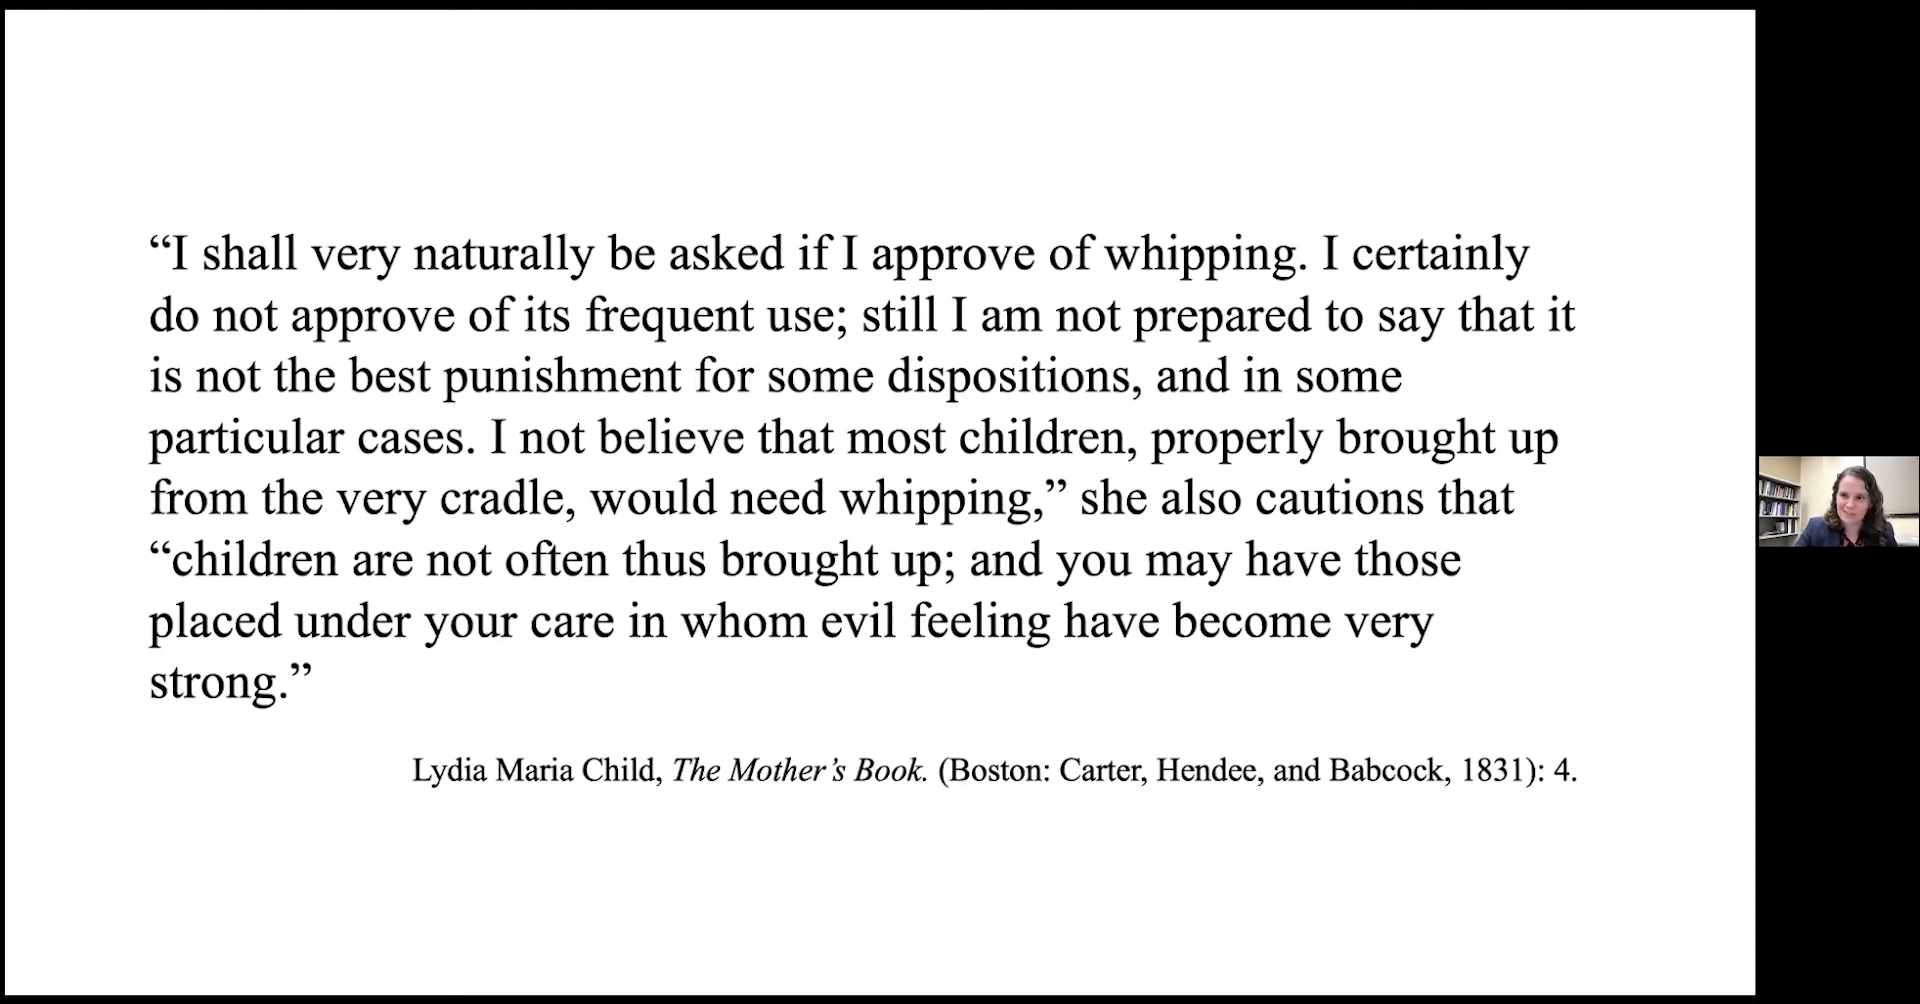 “I shall very naturally be asked if I approve of whipping. I certainly
do not approve of its frequent use; still I am not prepared to say that it
is not the best punishment for some dispositions, and in some
particular cases. I not believe that most children, properly brought up
from the very cradle, would need whipping,” she also cautions that
“children are not often thus brought up; and you may have those
placed under your care in whom evil feeling have become very
strong.”
Lydia Maria Child, The Mother’s Book. (Boston: Carter, Hendee, and Babcock, 1831): 4.